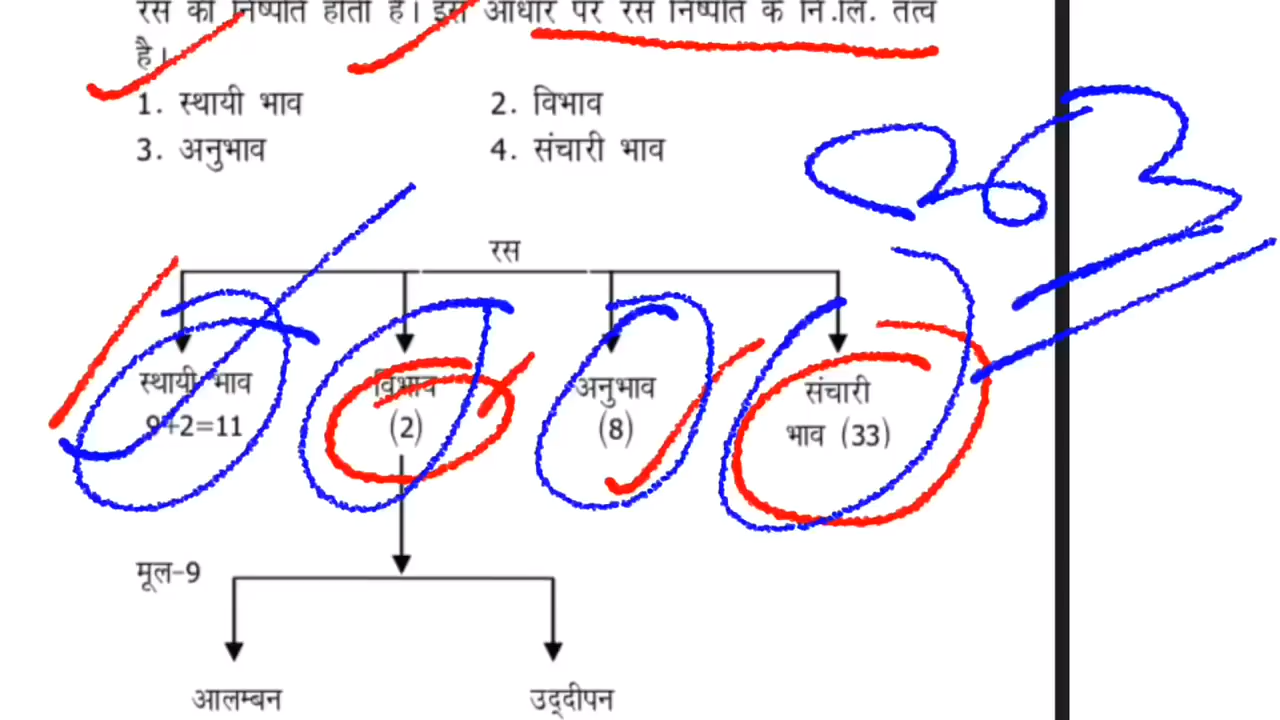 रस की निष्पति होती है। इस आधार पर रस निष्पति के नि.लि. तत्व
है।
1. स्थायी भाव 2. विभाव
3. अनुभाव 4. संचारी भाव
रस
स्थायी भाव विभाव अनुभाव संचारी
9+2=11 (2) (8) भाव (33)
मूल-9
आलम्बन उद्दीपन